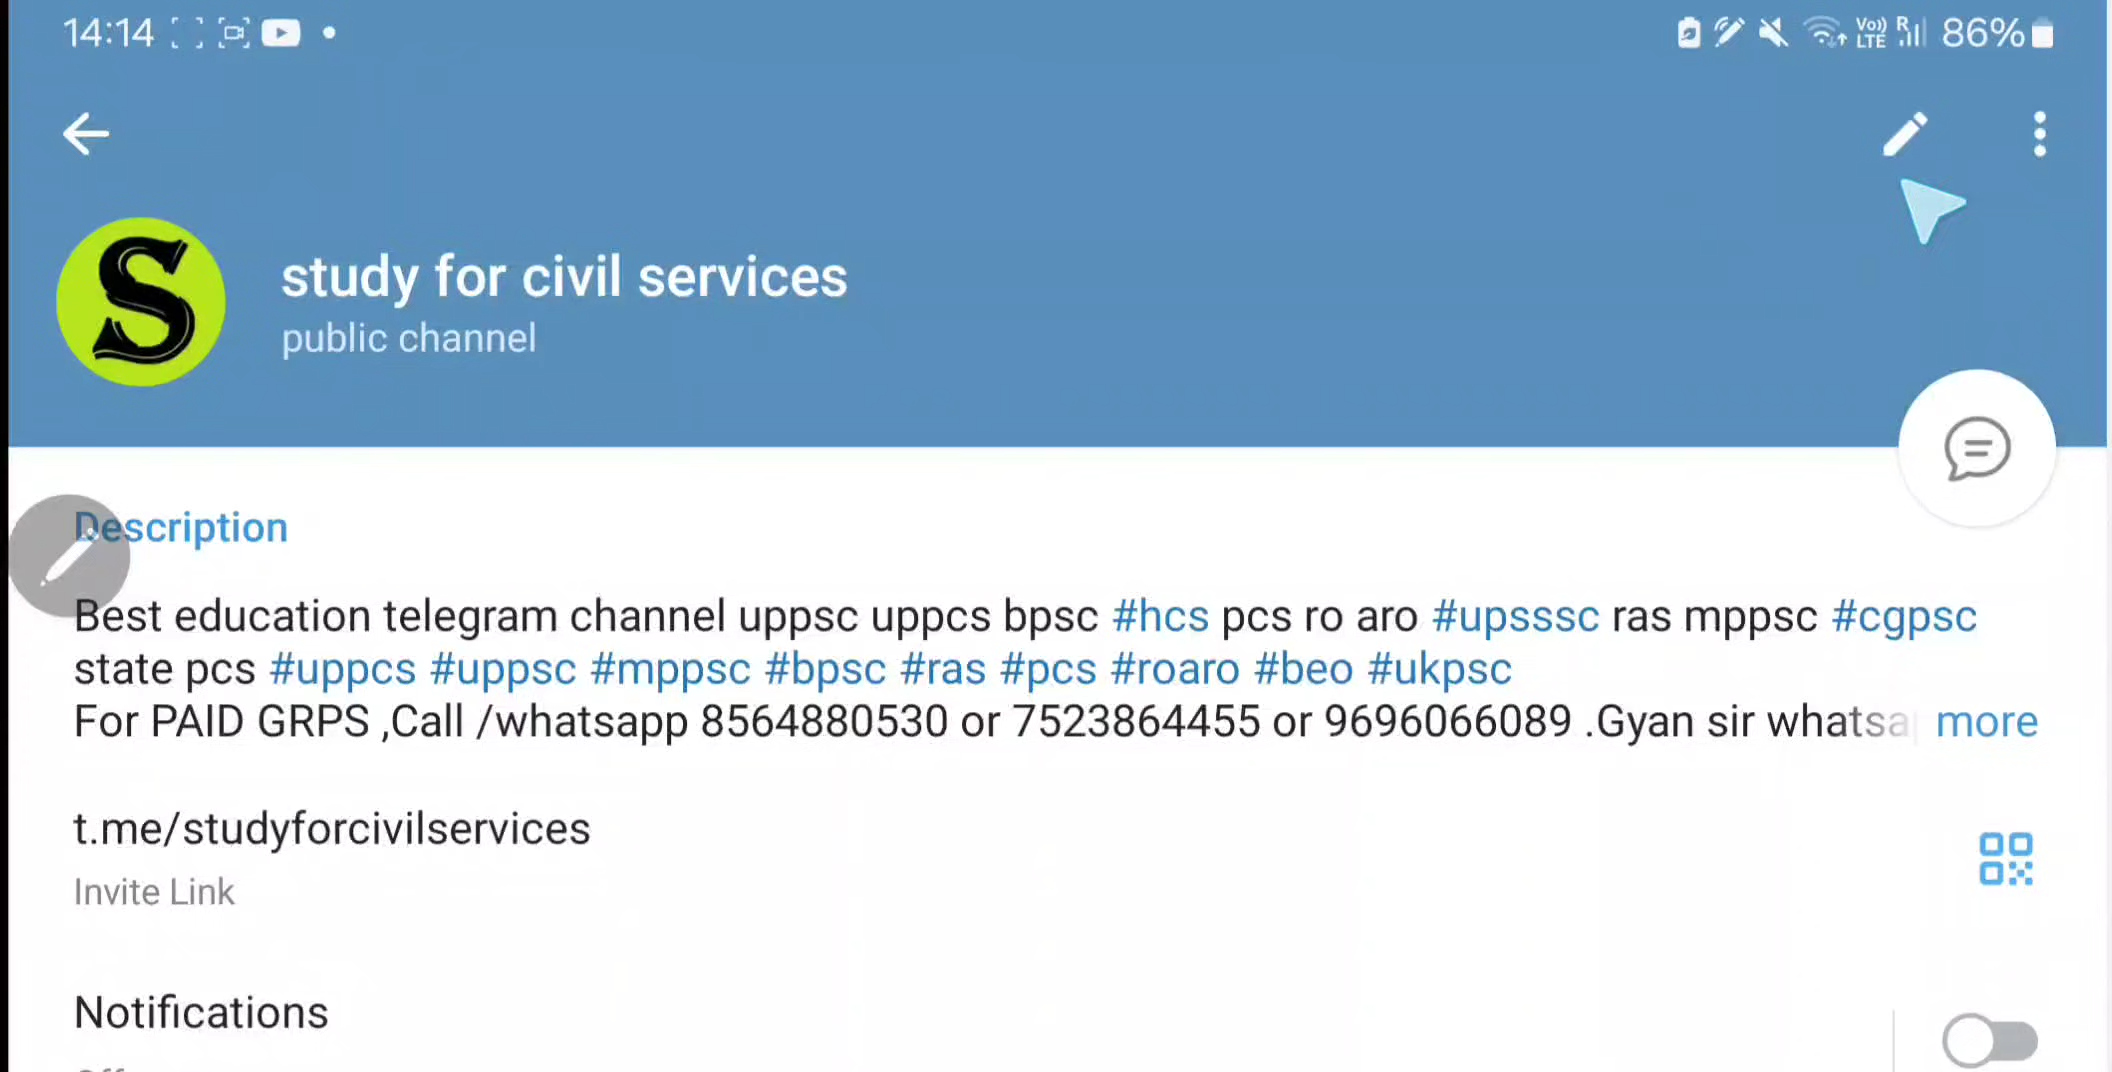 14:14
Vo)) LTE R 86%
S
study for civil services
public channel
Description
Best education telegram channel uppsc uppcs bpsc #hcs pcs ro aro #upsssc ras mppsc #cgpsc
state pcs #uppcs #uppsc #mppsc #bpsc #ras #pcs #roaro #beo #ukpsc
For PAID GRPS ,Call /whatsapp 8564880530 or 7523864455 or 9696066089 .Gyan sir whatsa more
t.me/studyforcivilservices
Invite Link
Notifications